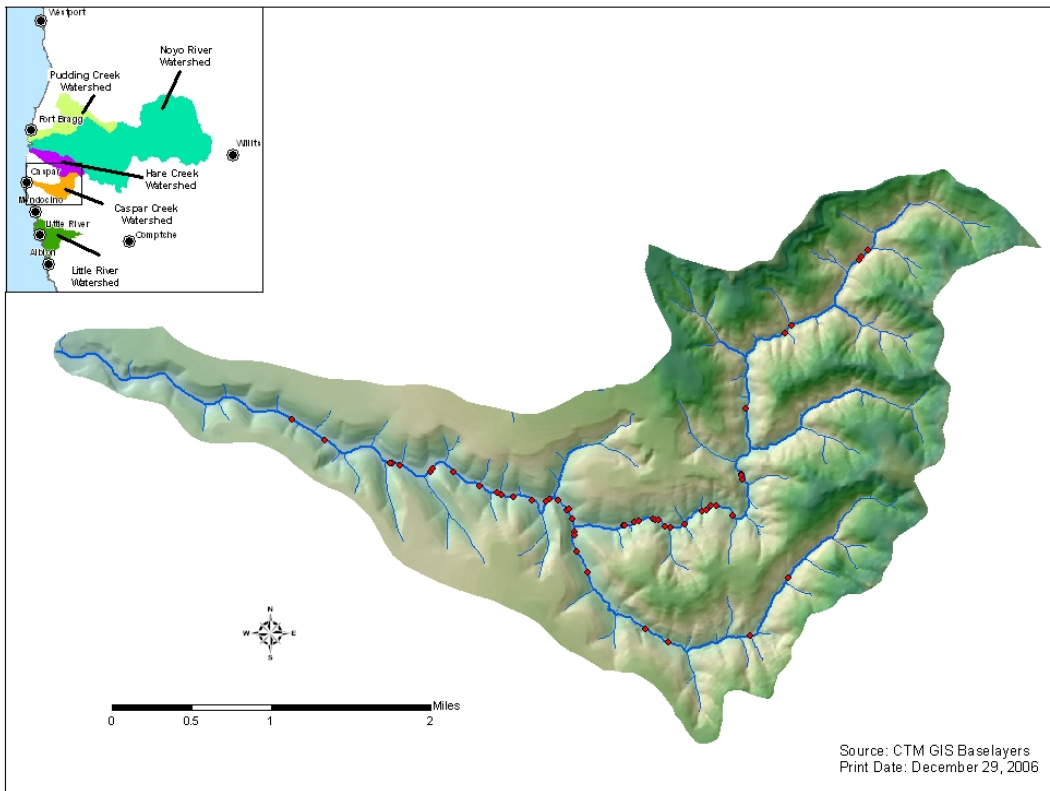 Westport
Noyo River
Watershed
Pudding Creek
Watershed
Fort Bragg
Willits
Hare Creek
Watershed
Caspar
Caspar Creek
Watershed
Mendocino
Little River
Comptche
Albion
Little River
Watershed
N
W E
S
Miles
0 0.5 1 2
Source: CTM GIS Baselayers
Print Date: December 29, 2006